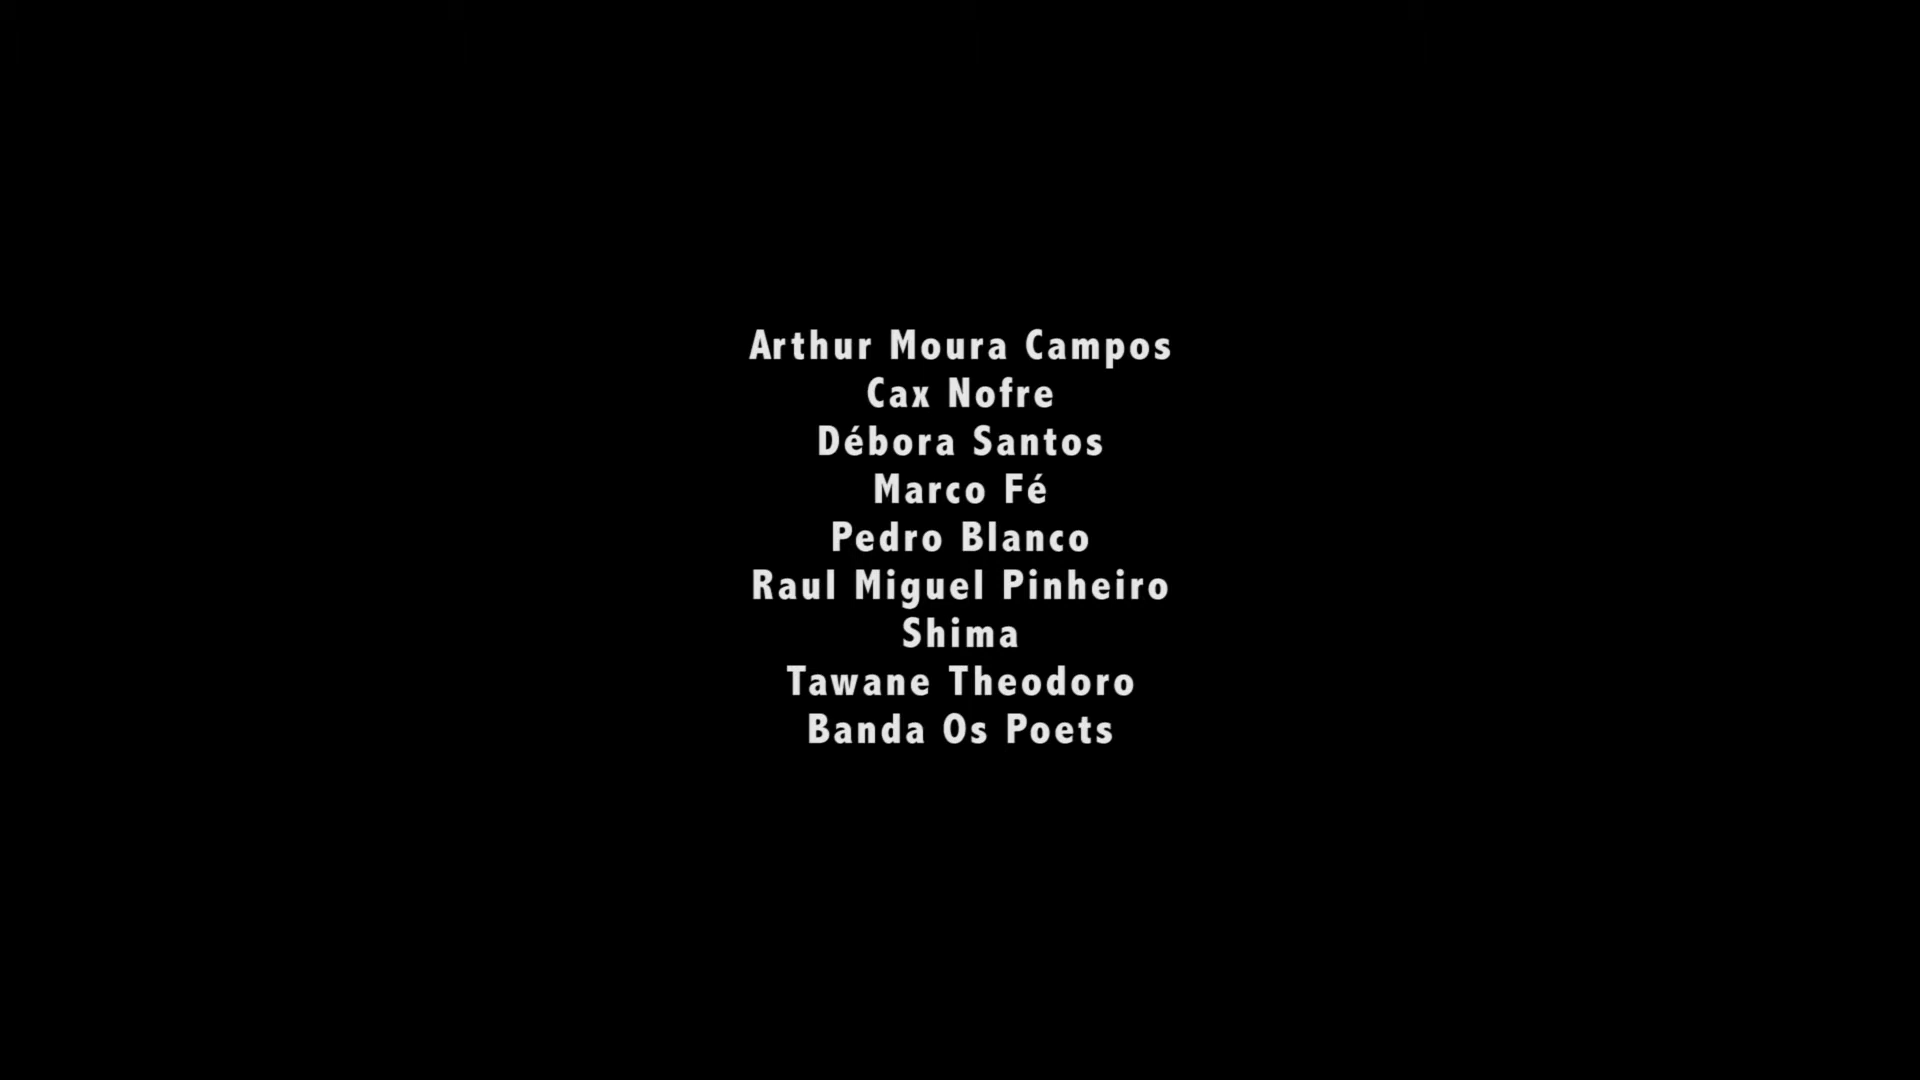 Arthur Moura Campos
Cax Nofre
Débora Santos
Marco Fé
Pedro Blanco
Raul Miguel Pinheiro
Shima
Tawane Theodoro
Banda Os Poets